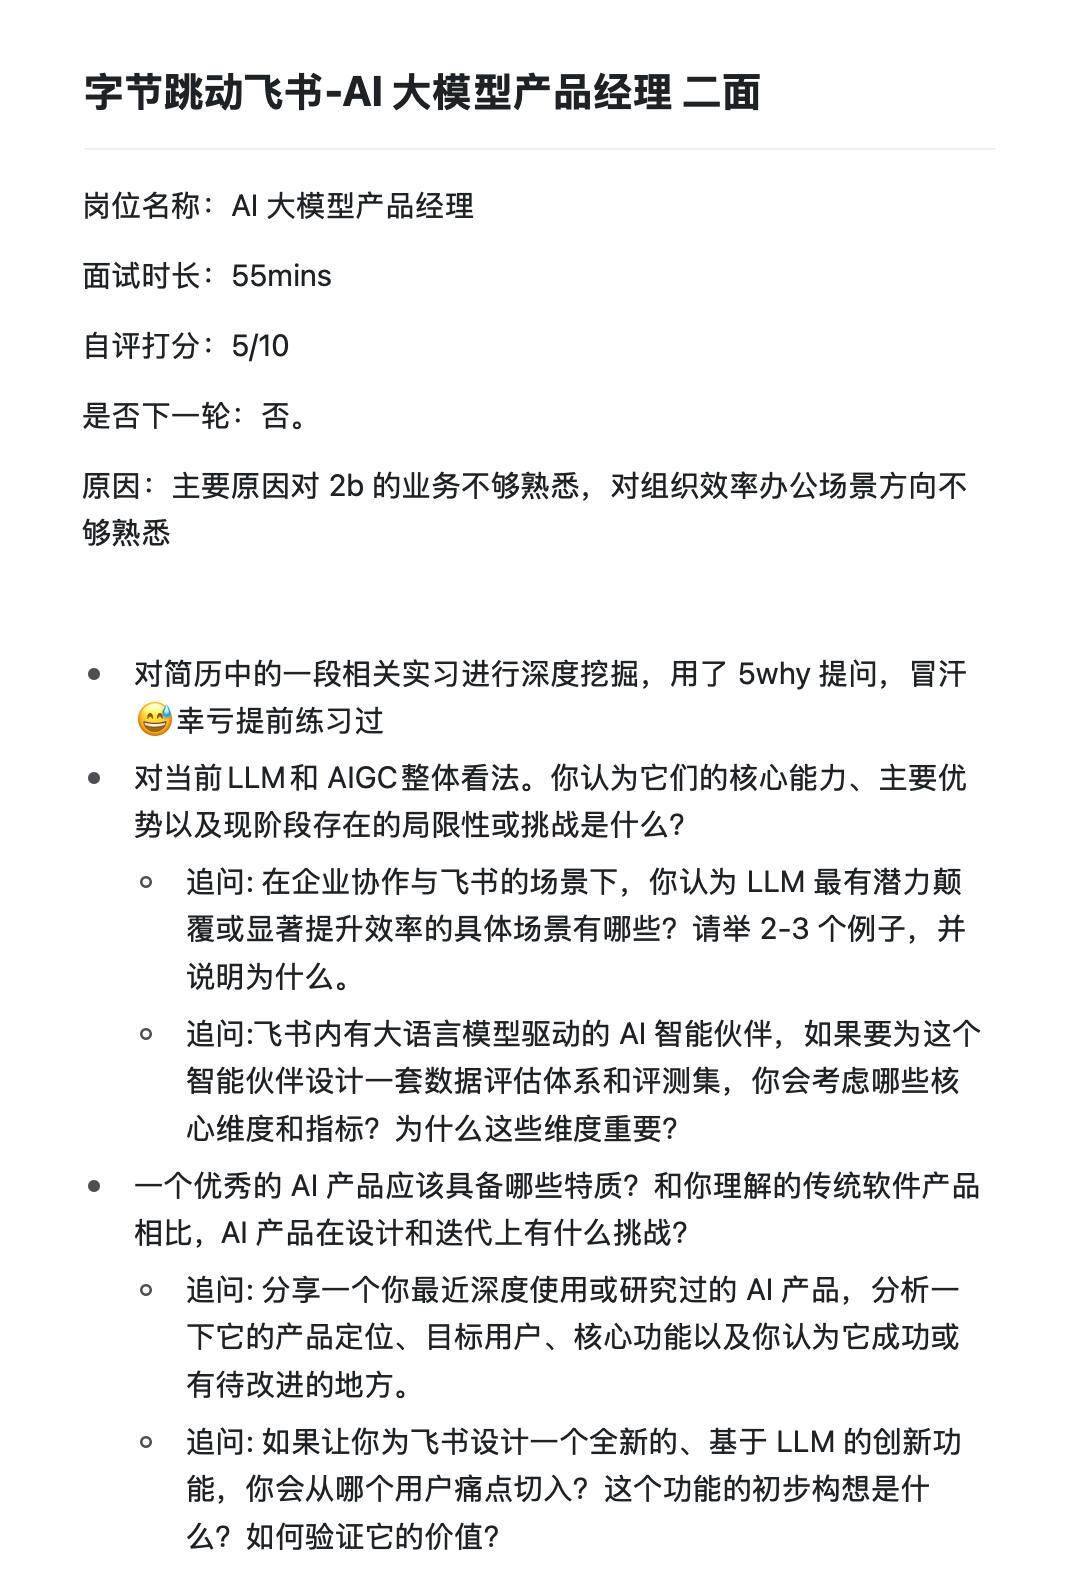 字节跳动飞书-AI 大模型产品经理 二面
岗位名称：AI 大模型产品经理
面试时长：55mins
自评打分：5/10
是否下一轮：否。
原因：主要原因对 2b 的业务不够熟悉，对组织效率办公场景方向不
够熟悉
对简历中的一段相关实习进行深度挖掘，用了 5why 提问，冒汗
😅幸亏提前练习过
对当前LLM和 AIGC整体看法。你认为它们的核心能力、主要优
势以及现阶段存在的局限性或挑战是什么？
追问: 在企业协作与飞书的场景下，你认为 LLM 最有潜力颠
覆或显著提升效率的具体场景有哪些？请举 2-3 个例子，并
说明为什么。
追问:飞书内有大语言模型驱动的 AI 智能伙伴，如果要为这个
智能伙伴设计一套数据评估体系和评测集，你会考虑哪些核
心维度和指标？为什么这些维度重要？
一个优秀的 AI 产品应该具备哪些特质？和你理解的传统软件产品
相比，AI 产品在设计和迭代上有什么挑战？
追问: 分享一个你最近深度使用或研究过的 AI 产品，分析一
下它的产品定位、目标用户、核心功能以及你认为它成功或
有待改进的地方。
追问: 如果让你为飞书设计一个全新的、基于 LLM 的创新功
能，你会从哪个用户痛点切入？这个功能的初步构想是什
么？如何验证它的价值？